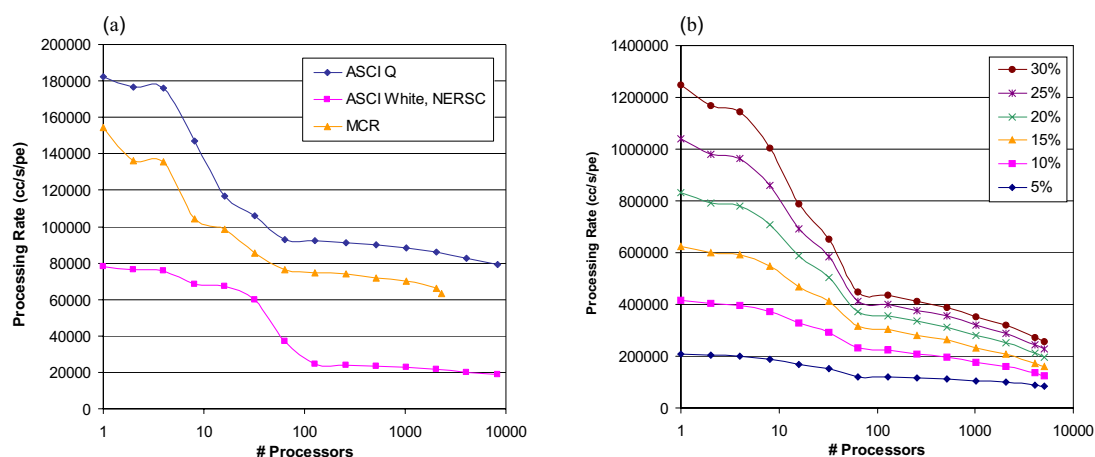 (a)
200000
180000
160000
140000
120000
100000
80000
60000
40000
20000
0
Processing Rate (cc/s/pe)
ASCI Q
ASCI White, NERSC
MCR
1 10 100 1000 10000
# Processors
(b)
1400000
1200000
1000000
800000
600000
400000
200000
0
Processing Rate (cc/s/pe)
30%
25%
20%
15%
10%
5%
1 10 100 1000 10000
# Processors